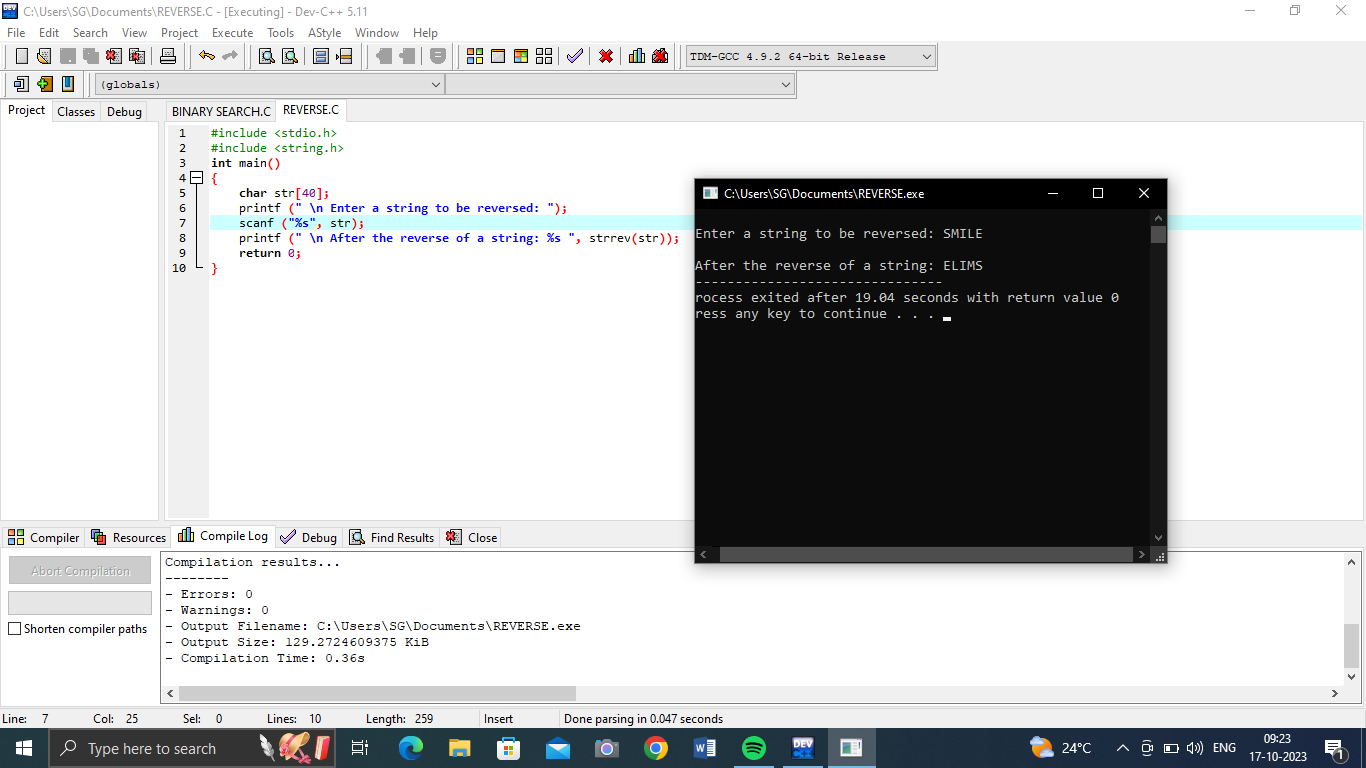 C:\Users\SG\Documents\REVERSE.C - [Executing] - Dev-C++ 5.11
File Edit Search View Project Execute Tools AStyle Window Help
TDM-GCC 4.9.2 64-bit Release
(globals)
Project Classes Debug
BINARY SEARCH.C REVERSE.C
1 #include <stdio.h>
2 #include <string.h>
3 int main()
4 {
5 char str[40];
6 printf (" \n Enter a string to be reversed: ");
7 scanf ("%s", str);
8 printf (" \n After the reverse of a string: %s ", strrev(str));
9 return 0;
10 }
C:\Users\SG\Documents\REVERSE.exe
Enter a string to be reversed: SMILE
After the reverse of a string: ELIMS
-------------------------------
rocess exited after 19.04 seconds with return value 0
ress any key to continue . . .
Compiler Resources Compile Log Debug Find Results Close
Abort Compilation
Shorten compiler paths
Compilation results...
--------
- Errors: 0
- Warnings: 0
- Output Filename: C:\Users\SG\Documents\REVERSE.exe
- Output Size: 129.2724609375 KiB
- Compilation Time: 0.36s
Line: 7 Col: 25 Sel: 0 Lines: 10 Length: 259 Insert Done parsing in 0.047 seconds
Type here to search
24°C
ENG
09:23
17-10-2023
1